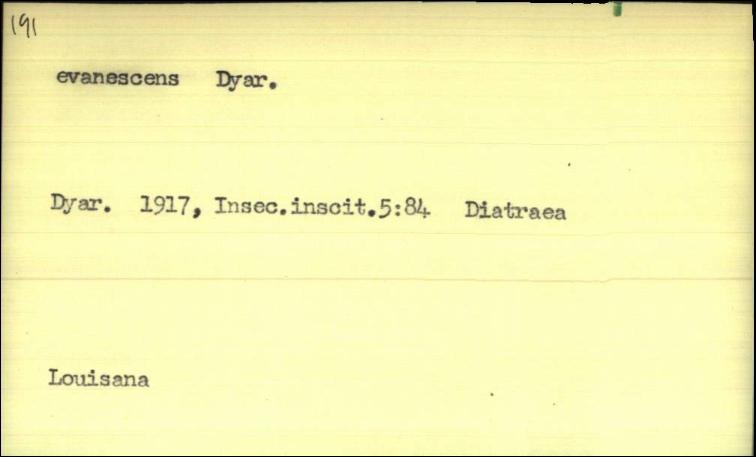 191
evanescens Dyar.
Dyar. 1917, Insec.inscit.5:84 Diatraea
Louisana